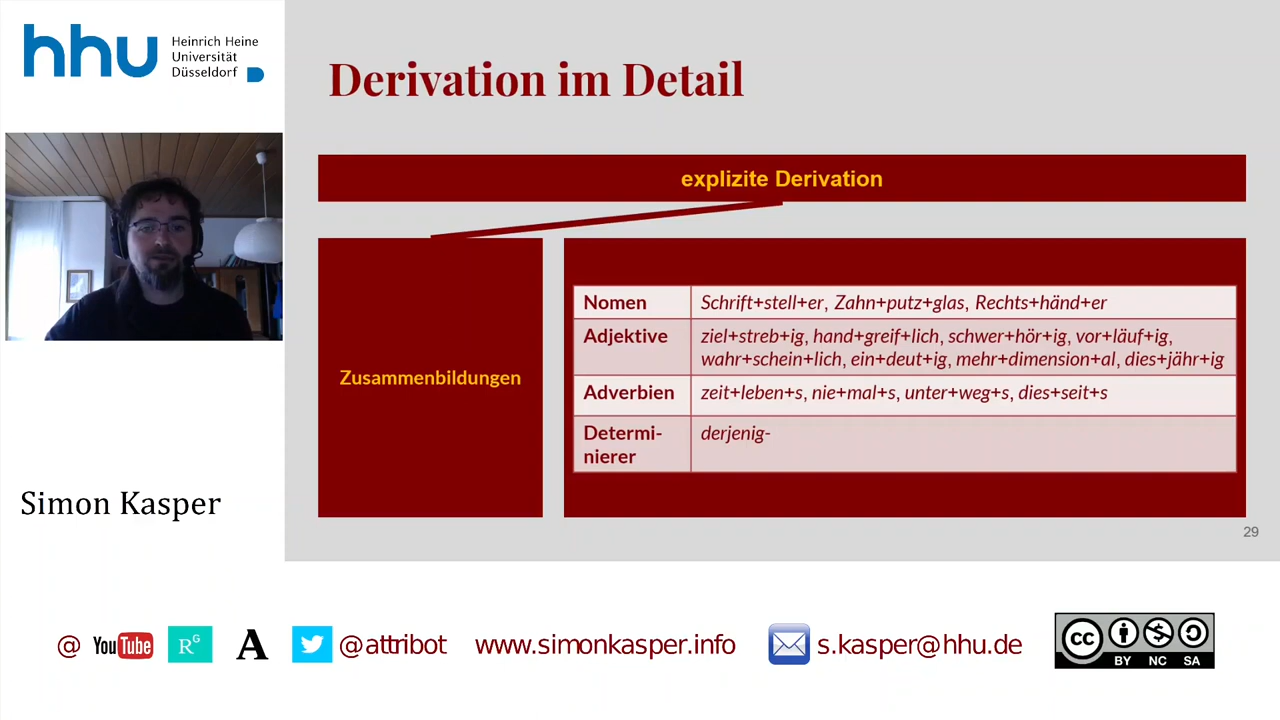 hhu Heinrich Heine
Universität
Düsseldorf
Derivation im Detail
explizite Derivation
Zusammenbildungen
Nomen Schrift+stell+er, Zahn+putz+glas, Rechts+händ+er
Adjektive ziel+streb+ig, hand+greif+lich, schwer+hör+ig, vor+läuf+ig,
wahr+schein+lich, ein+deut+ig, mehr+dimension+al, dies+jähr+ig
Adverbien zeit+leben+s, nie+mal+s, unter+weg+s, dies+seit+s
Determi-
nierer derjenig-
Simon Kasper
29
@ YouTube RG A @attribot www.simonkasper.info s.kasper@hhu.de
cc
BY NC SA